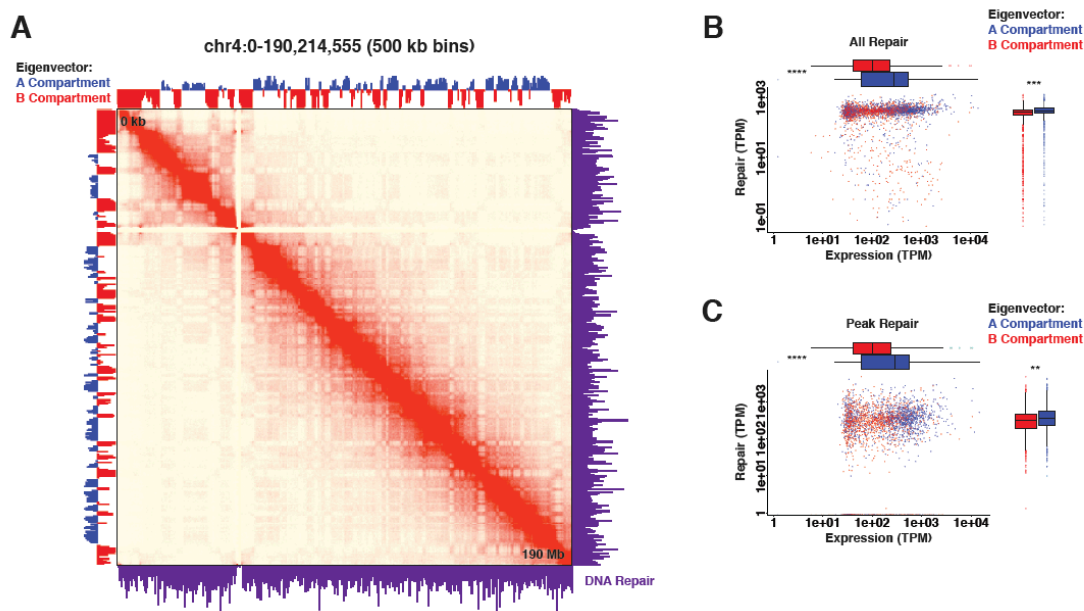 A
chr4:0-190,214,555 (500 kb bins)
Eigenvector:
A Compartment
B Compartment
0 kb
190 Mb
DNA Repair
B
All Repair
Eigenvector:
A Compartment
B Compartment
****
***
Repair (TPM)
1e+03
1e+01
1e-01
1
1e+01
1e+02
1e+03
1e+04
Expression (TPM)
C
Peak Repair
Eigenvector:
A Compartment
B Compartment
****
**
Repair (TPM)
1e+03
1e+02
1e+01
1
1
1e+01
1e+02
1e+03
1e+04
Expression (TPM)